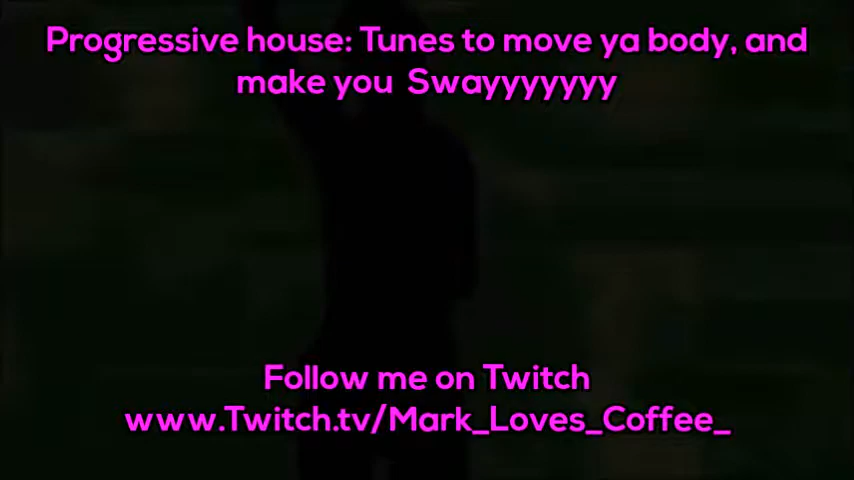 Progressive house: Tunes to move ya body, and
make you  Swayyyyyyy
Follow me on Twitch
www.Twitch.tv/Mark_Loves_Coffee_